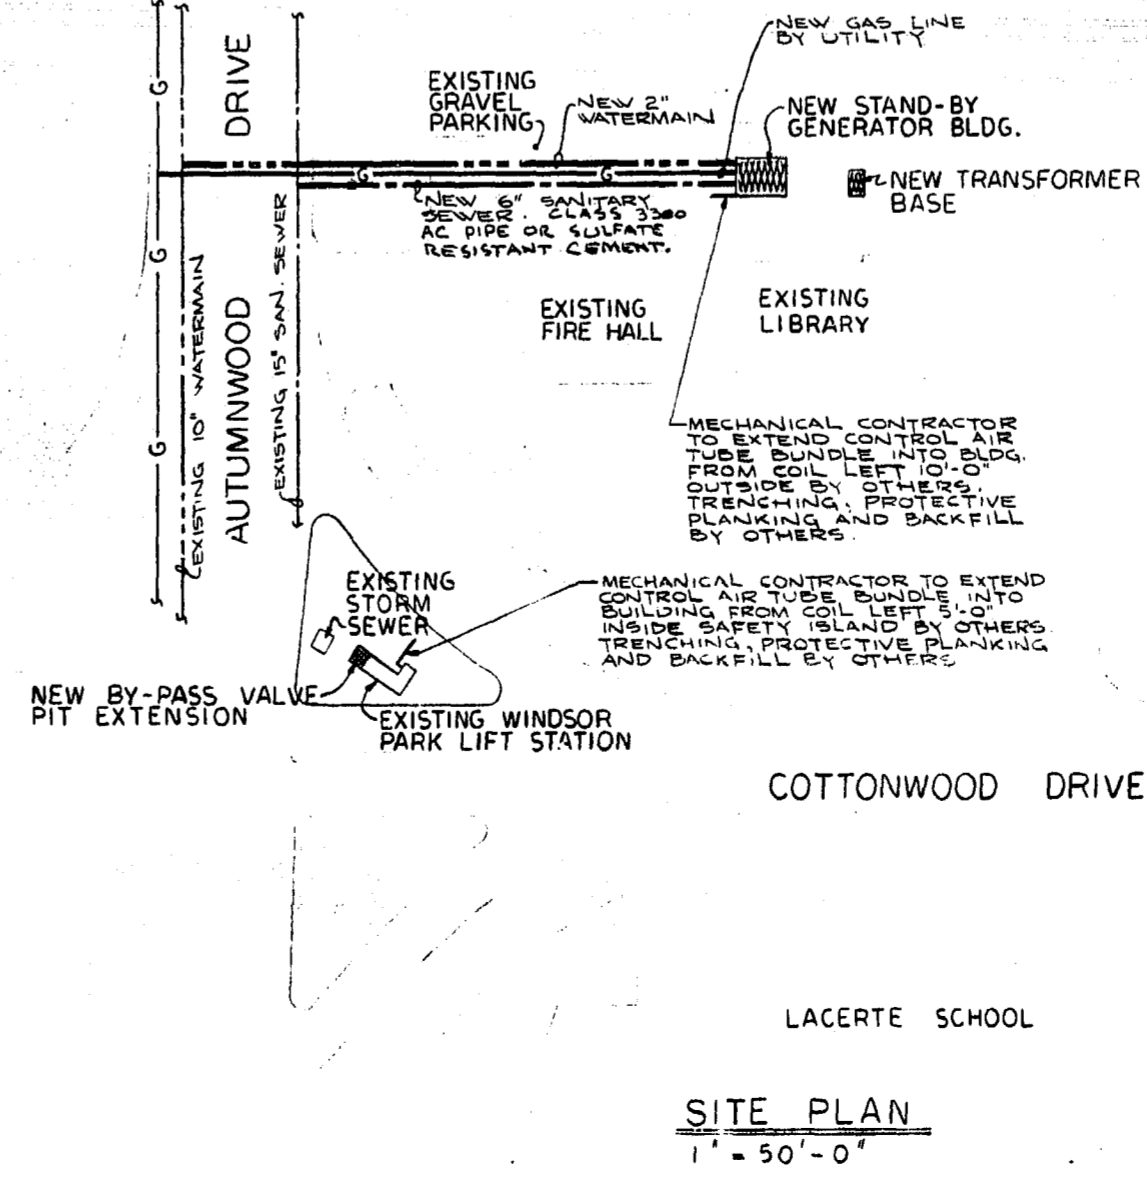 NEW GAS LINE
BY UTILITY
EXISTING
GRAVEL
PARKING
NEW 2"
WATERMAIN
NEW STAND-BY
GENERATOR BLDG.
DRIVE
G
G
G
NEW 6" SANITARY
SEWER. CLASS 3300
AC PIPE OR SULFATE
RESISTANT CEMENT.
NEW TRANSFORMER
BASE
G
G
EXISTING 10" WATERMAIN
AUTUMNWOOD
EXISTING 15" SAN. SEWER
EXISTING
FIRE HALL
EXISTING
LIBRARY
MECHANICAL CONTRACTOR
TO EXTEND CONTROL AIR
TUBE BUNDLE INTO BLDG.
FROM COIL LEFT 10'-0"
OUTSIDE BY OTHERS.
TRENCHING, PROTECTIVE
PLANKING AND BACKFILL
BY OTHERS.
EXISTING
STORM
SEWER
MECHANICAL CONTRACTOR TO EXTEND
CONTROL AIR TUBE BUNDLE INTO
BUILDING FROM COIL LEFT 5'-0"
INSIDE SAFETY ISLAND BY OTHERS.
TRENCHING, PROTECTIVE PLANKING
AND BACKFILL BY OTHERS
NEW BY-PASS VALVE
PIT EXTENSION
EXISTING WINDSOR
PARK LIFT STATION
COTTONWOOD DRIVE
LACERTE SCHOOL
SITE PLAN
1" = 50'-0"